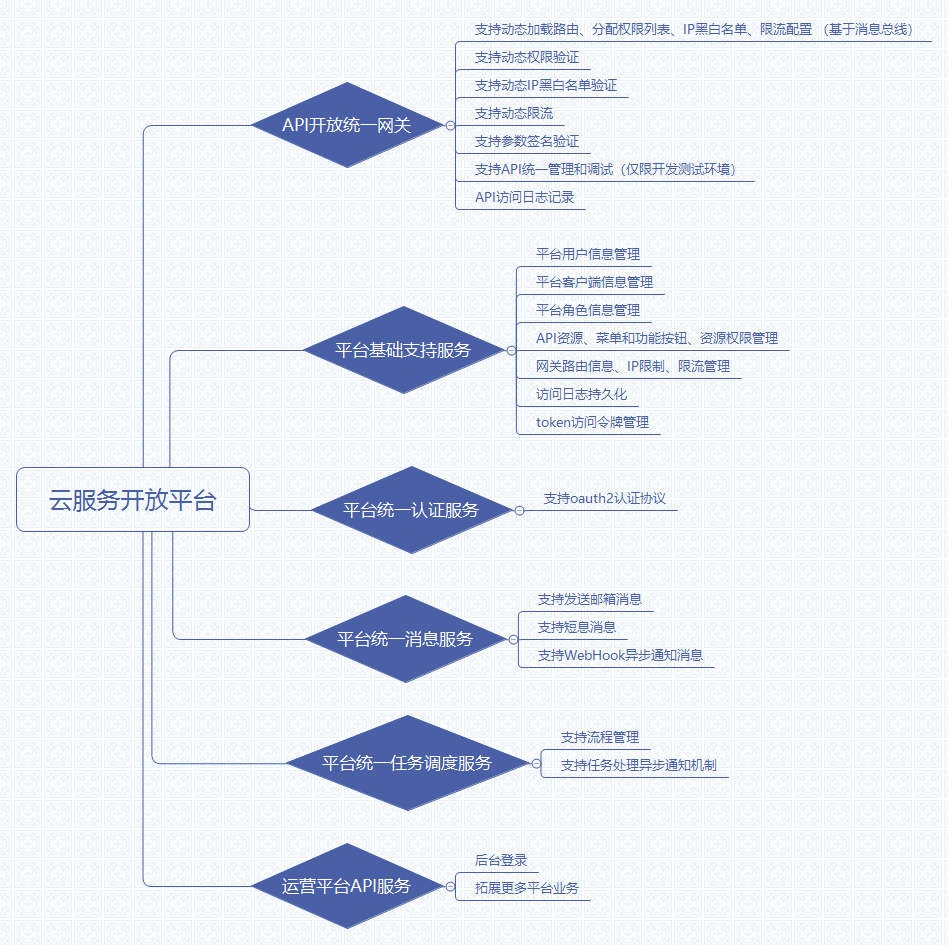 支持动态加载路由、分配权限列表、IP黑白名单、限流配置 （基于消息总线）
支持动态权限验证
支持动态IP黑白名单验证
支持动态限流
API开放统一网关
支持参数签名验证
支持API统一管理和调试（仅限开发测试环境）
API访问日志记录
平台用户信息管理
平台客户端信息管理
平台角色信息管理
API资源、菜单和功能按钮、资源权限管理
平台基础支持服务
网关路由信息、IP限制、限流管理
访问日志持久化
token访问令牌管理
云服务开放平台
平台统一认证服务
支持oauth2认证协议
支持发送邮箱消息
支持短息消息
平台统一消息服务
支持WebHook异步通知消息
支持流程管理
平台统一任务调度服务
支持任务处理异步通知机制
后台登录
运营平台API服务
拓展更多平台业务